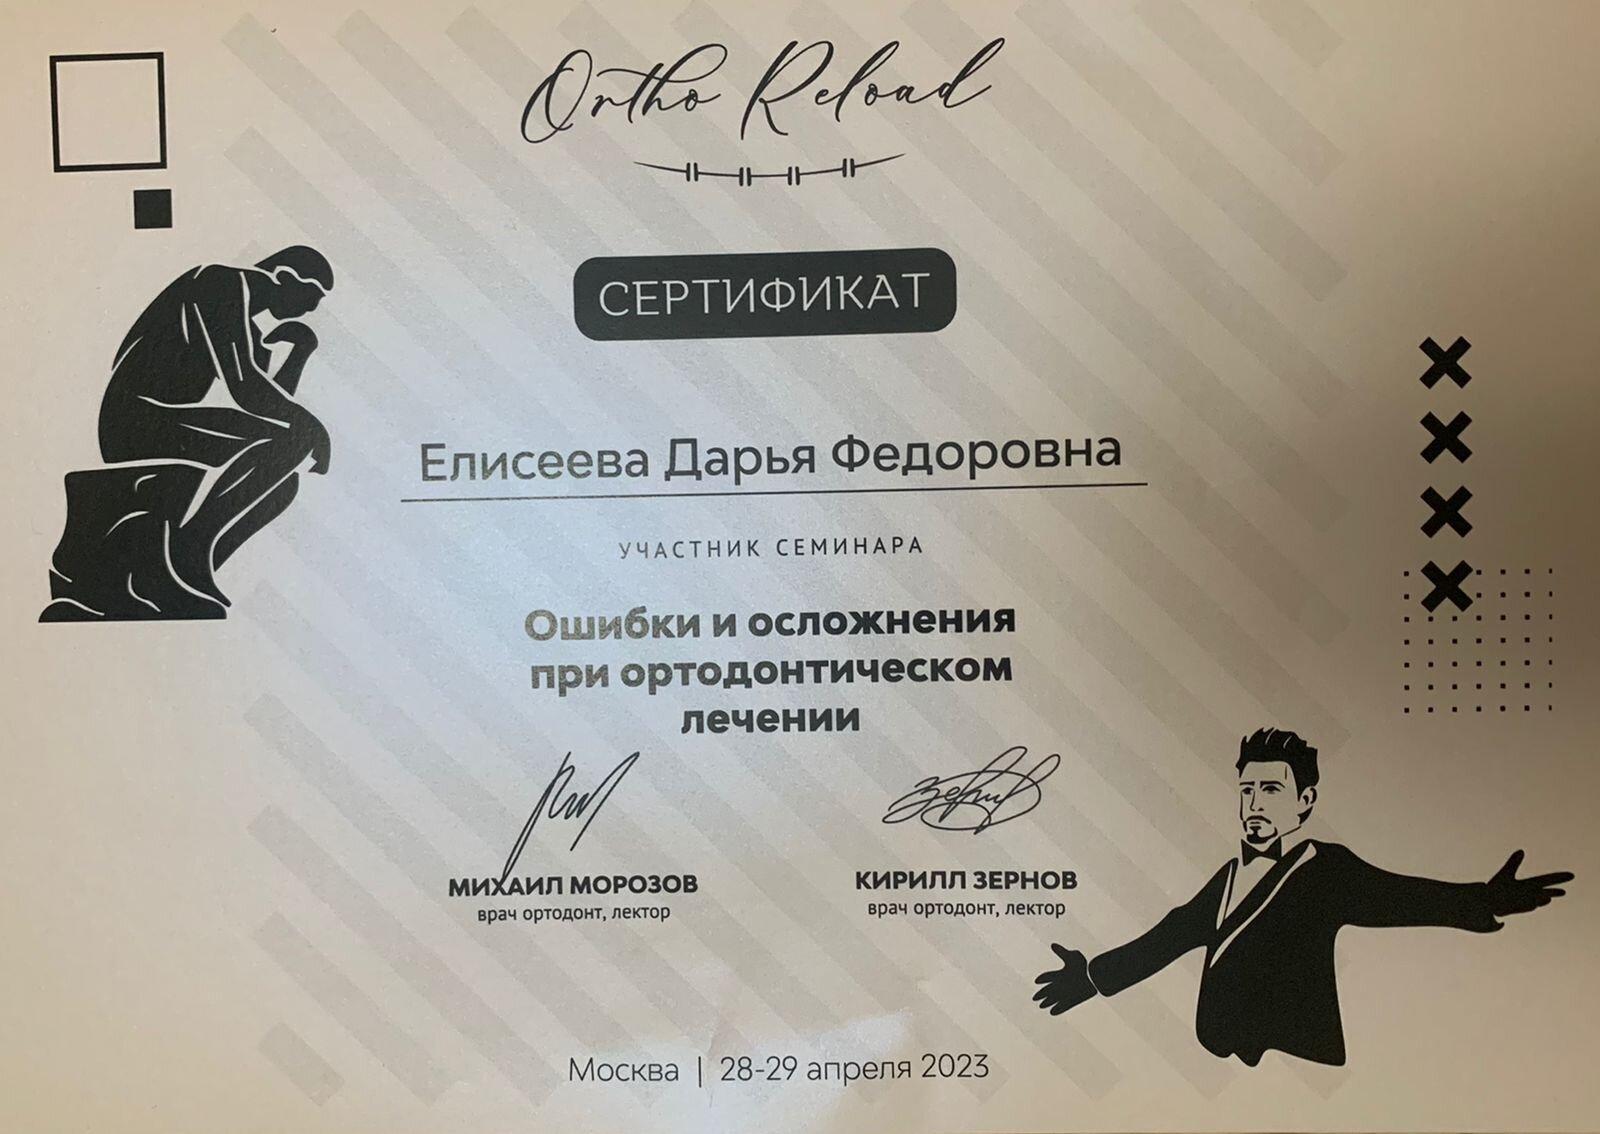 Ortho Reload
СЕРТИФИКАТ
Елисеева Дарья Федоровна
УЧАСТНИК СЕМИНАРА
Ошибки и осложнения
при ортодонтическом
лечении
МИХАИЛ МОРОЗОВ
врач ортодонт, лектор
КИРИЛЛ ЗЕРНОВ
врач ортодонт, лектор
Москва | 28-29 апреля 2023